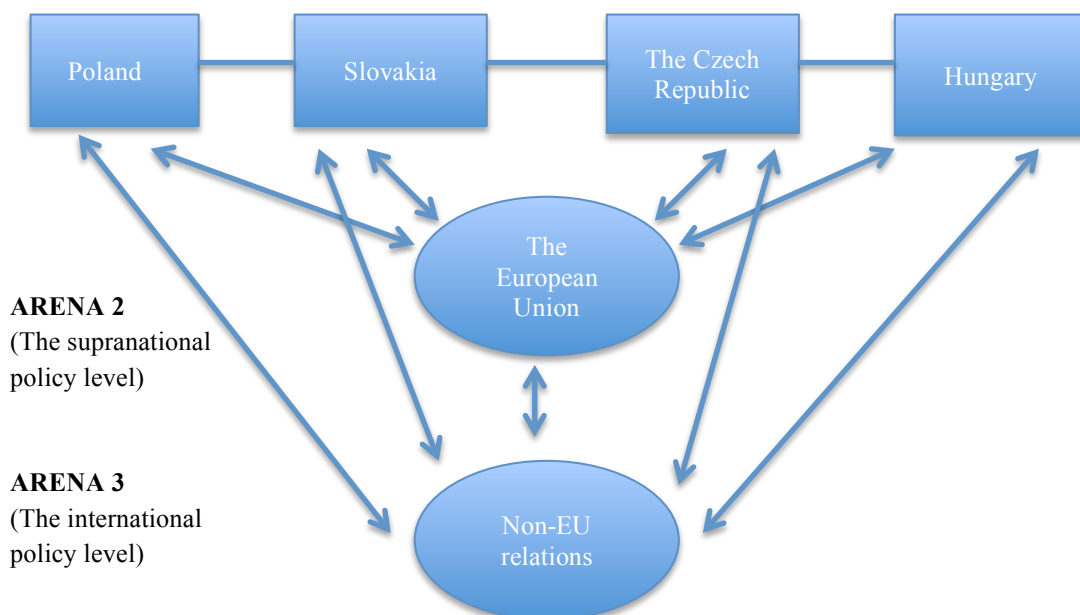 Poland
Slovakia
The Czech
Republic
Hungary
The
European
Union
ARENA 2
(The supranational
policy level)
ARENA 3
(The international
policy level)
Non-EU
relations